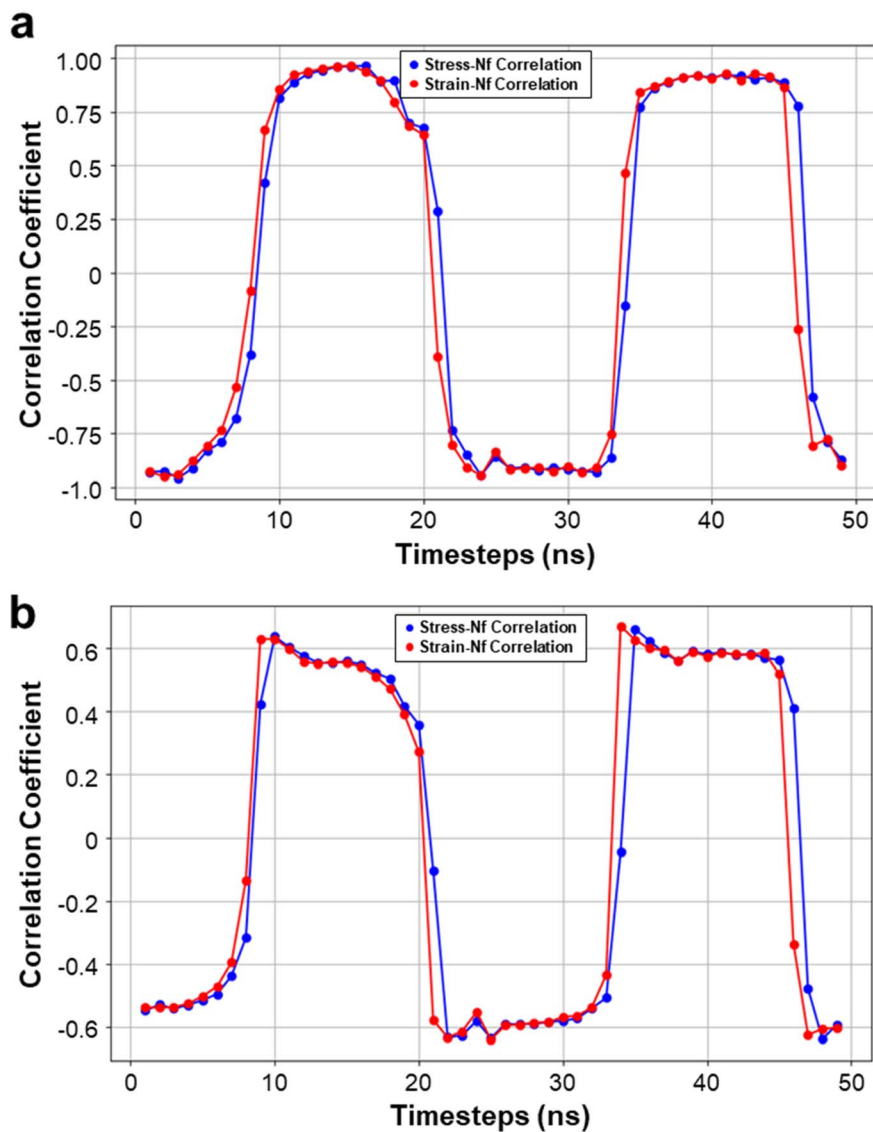 a
Stress-Nf Correlation
Strain-Nf Correlation
Correlation Coefficient
1.00
0.75
0.5
0.25
0
-0.25
-0.5
-0.75
-1.0
0 10 20 30 40 50
Timesteps (ns)
b
Stress-Nf Correlation
Strain-Nf Correlation
Correlation Coefficient
0.6
0.4
0.2
0
-0.2
-0.4
-0.6
0 10 20 30 40 50
Timesteps (ns)